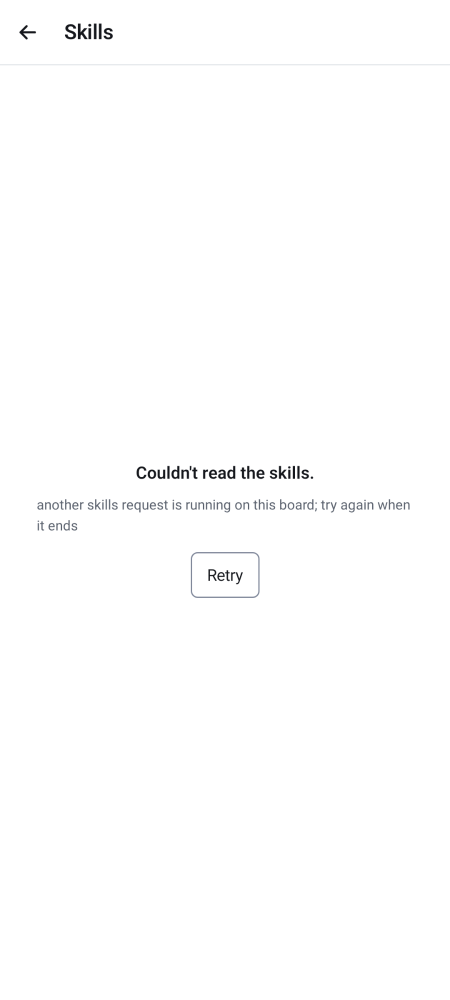 Skills
Couldn't read the skills.
another skills request is running on this board; try again when
it ends
Retry